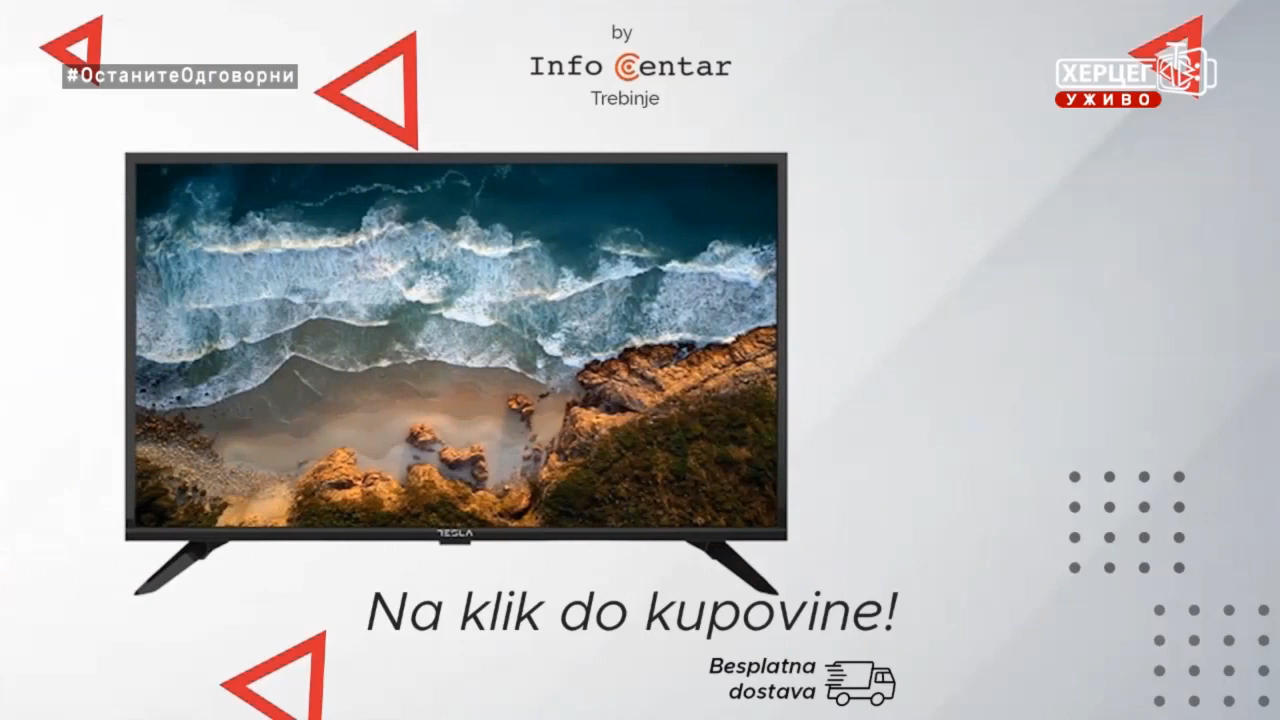 by
Info Centar
Trebinje
#ОстанитеОдговорни
ХЕРЦЕГ
УЖИВО
TESLA
Na klik do kupovine!
Besplatna
dostava